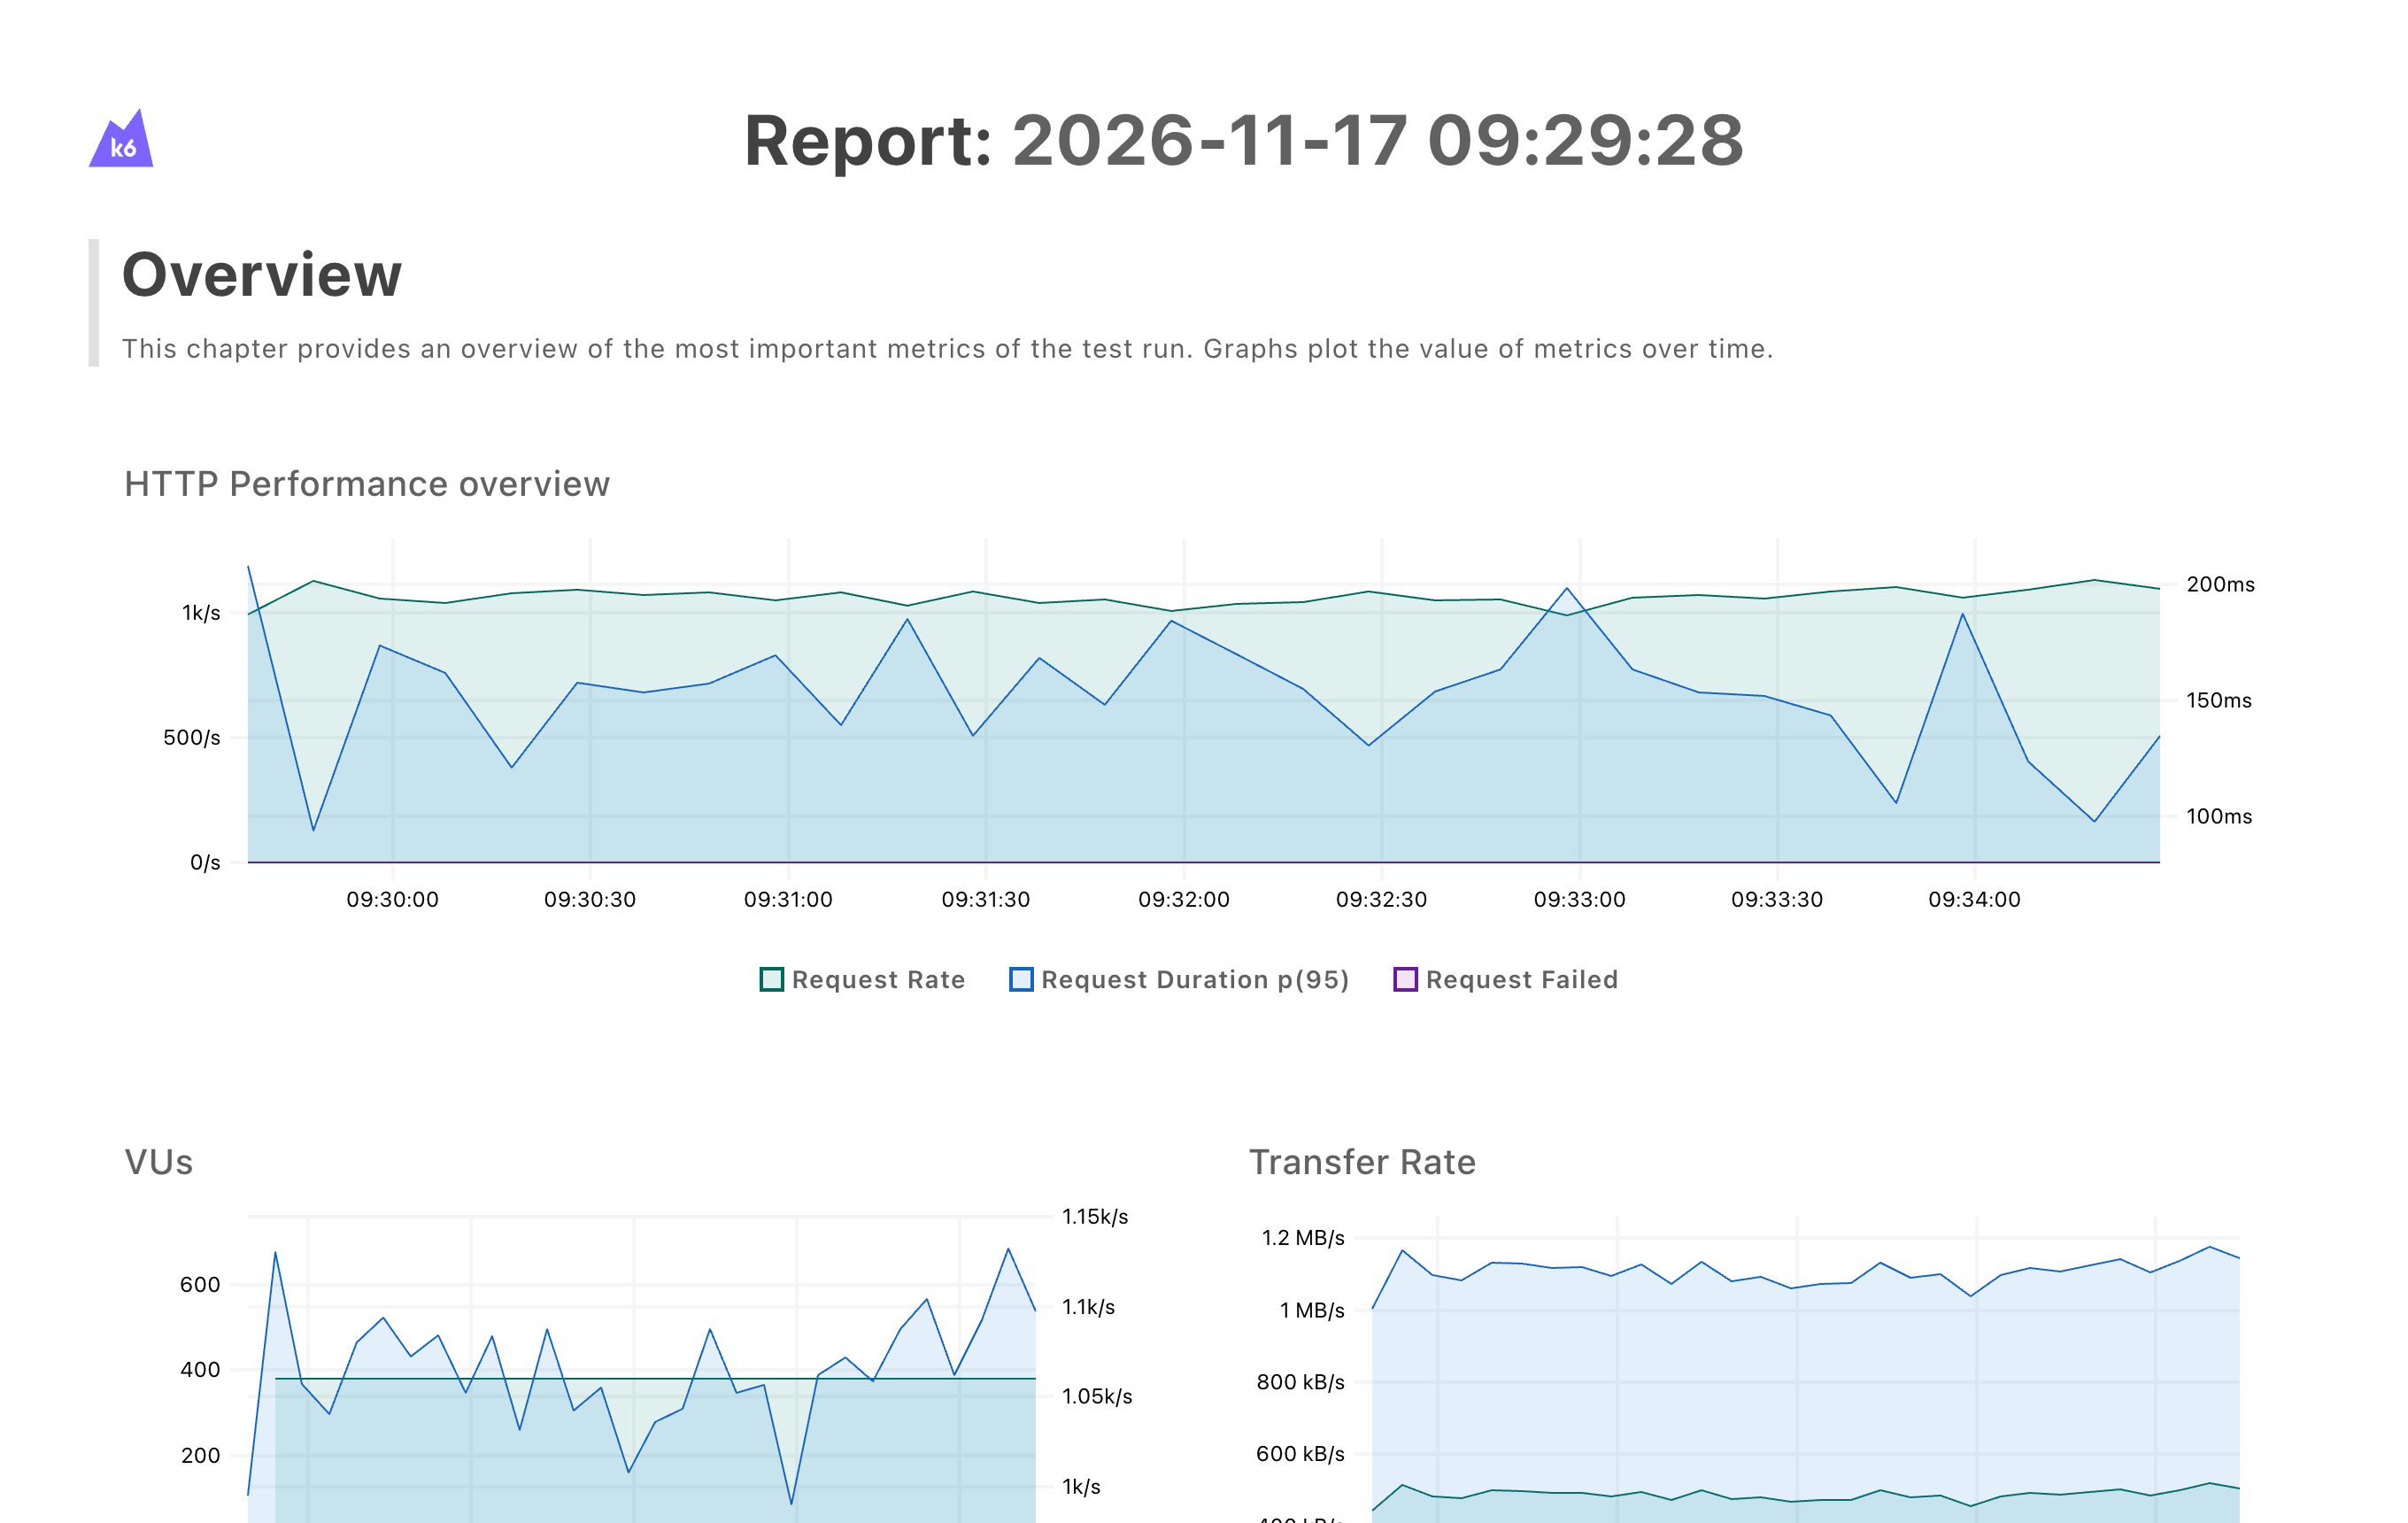 k6
Report: 2026-11-17 09:29:28
Overview
This chapter provides an overview of the most important metrics of the test run. Graphs plot the value of metrics over time.
HTTP Performance overview
1k/s
500/s
0/s
200ms
150ms
100ms
09:30:00 09:30:30 09:31:00 09:31:30 09:32:00 09:32:30 09:33:00 09:33:30 09:34:00
Request Rate Request Duration p(95) Request Failed
VUs
600
400
200
1.15k/s
1.1k/s
1.05k/s
1k/s
Transfer Rate
1.2 MB/s
1 MB/s
800 kB/s
600 kB/s